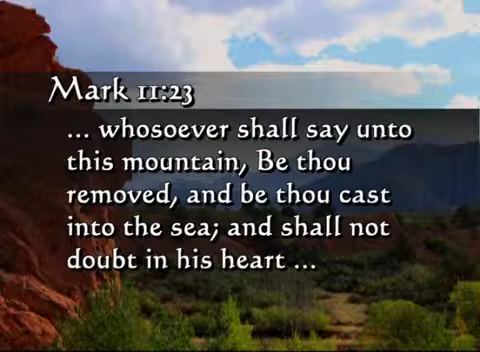 Mark 11:23
... whosoever shall say unto
this mountain, Be thou
removed, and be thou cast
into the sea; and shall not
doubt in his heart ...